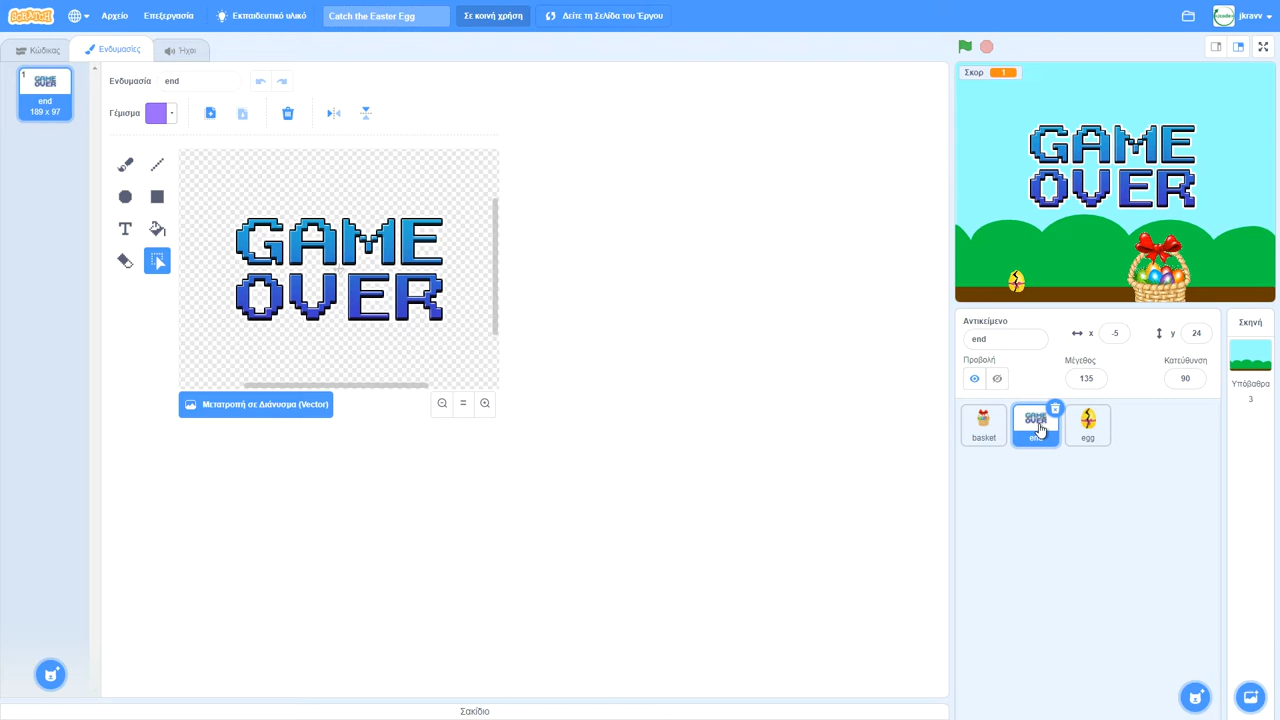 SCRATCH
Αρχείο
Επεξεργασία
Εκπαιδευτικό υλικό
Catch the Easter Egg
Σε κοινή χρήση
Δείτε τη Σελίδα του Έργου
jkravv
Κώδικας
Ενδυμασίες
Ήχοι
1
GAME
OVER
end
189 x 97
Ενδυμασία
end
Γέμισμα
GAME
OVER
Μετατροπή σε Διάνυσμα (Vector)
Σακίδιο
Σκορ 1
GAME
OVER
Αντικείμενο
end
x -5
y 24
Προβολή
Μέγεθος 135
Κατεύθυνση 90
basket
egg
Σκηνή
Υπόβαθρα
3